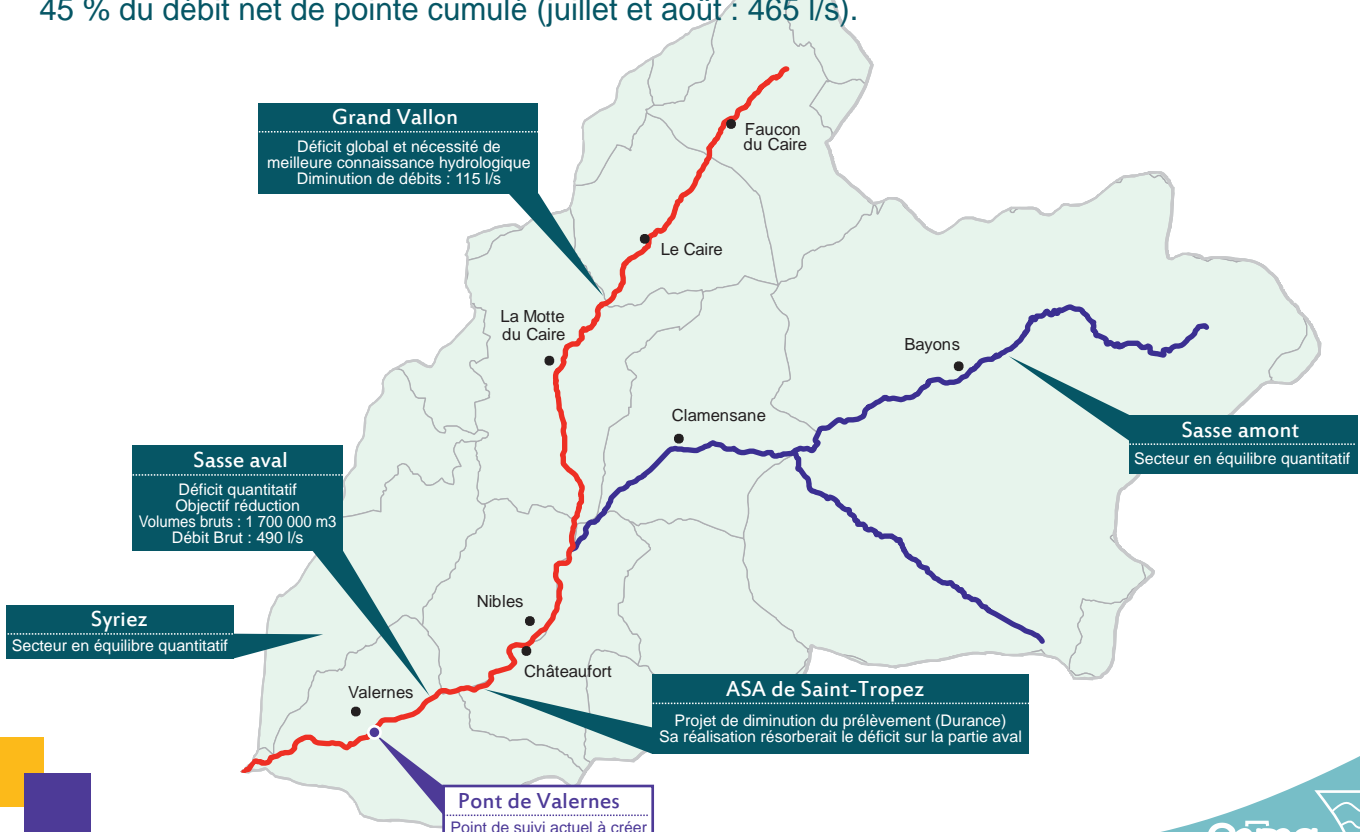 45 % du débit net de pointe cumulé (juillet et août : 465 l/s).
Grand Vallon
Déficit global et nécessité de
meilleure connaissance hydrologique
Diminution de débits : 115 l/s
Faucon
du Caire
Le Caire
La Motte
du Caire
Bayons
Clamensane
Sasse amont
Secteur en équilibre quantitatif
Sasse aval
Déficit quantitatif
Objectif réduction
Volumes bruts : 1 700 000 m3
Débit Brut : 490 l/s
Nibles
Syriez
Secteur en équilibre quantitatif
Châteaufort
Valernes
ASA de Saint-Tropez
Projet de diminution du prélèvement (Durance)
Sa réalisation résorberait le déficit sur la partie aval
Pont de Valernes
Point de suivi actuel à créer